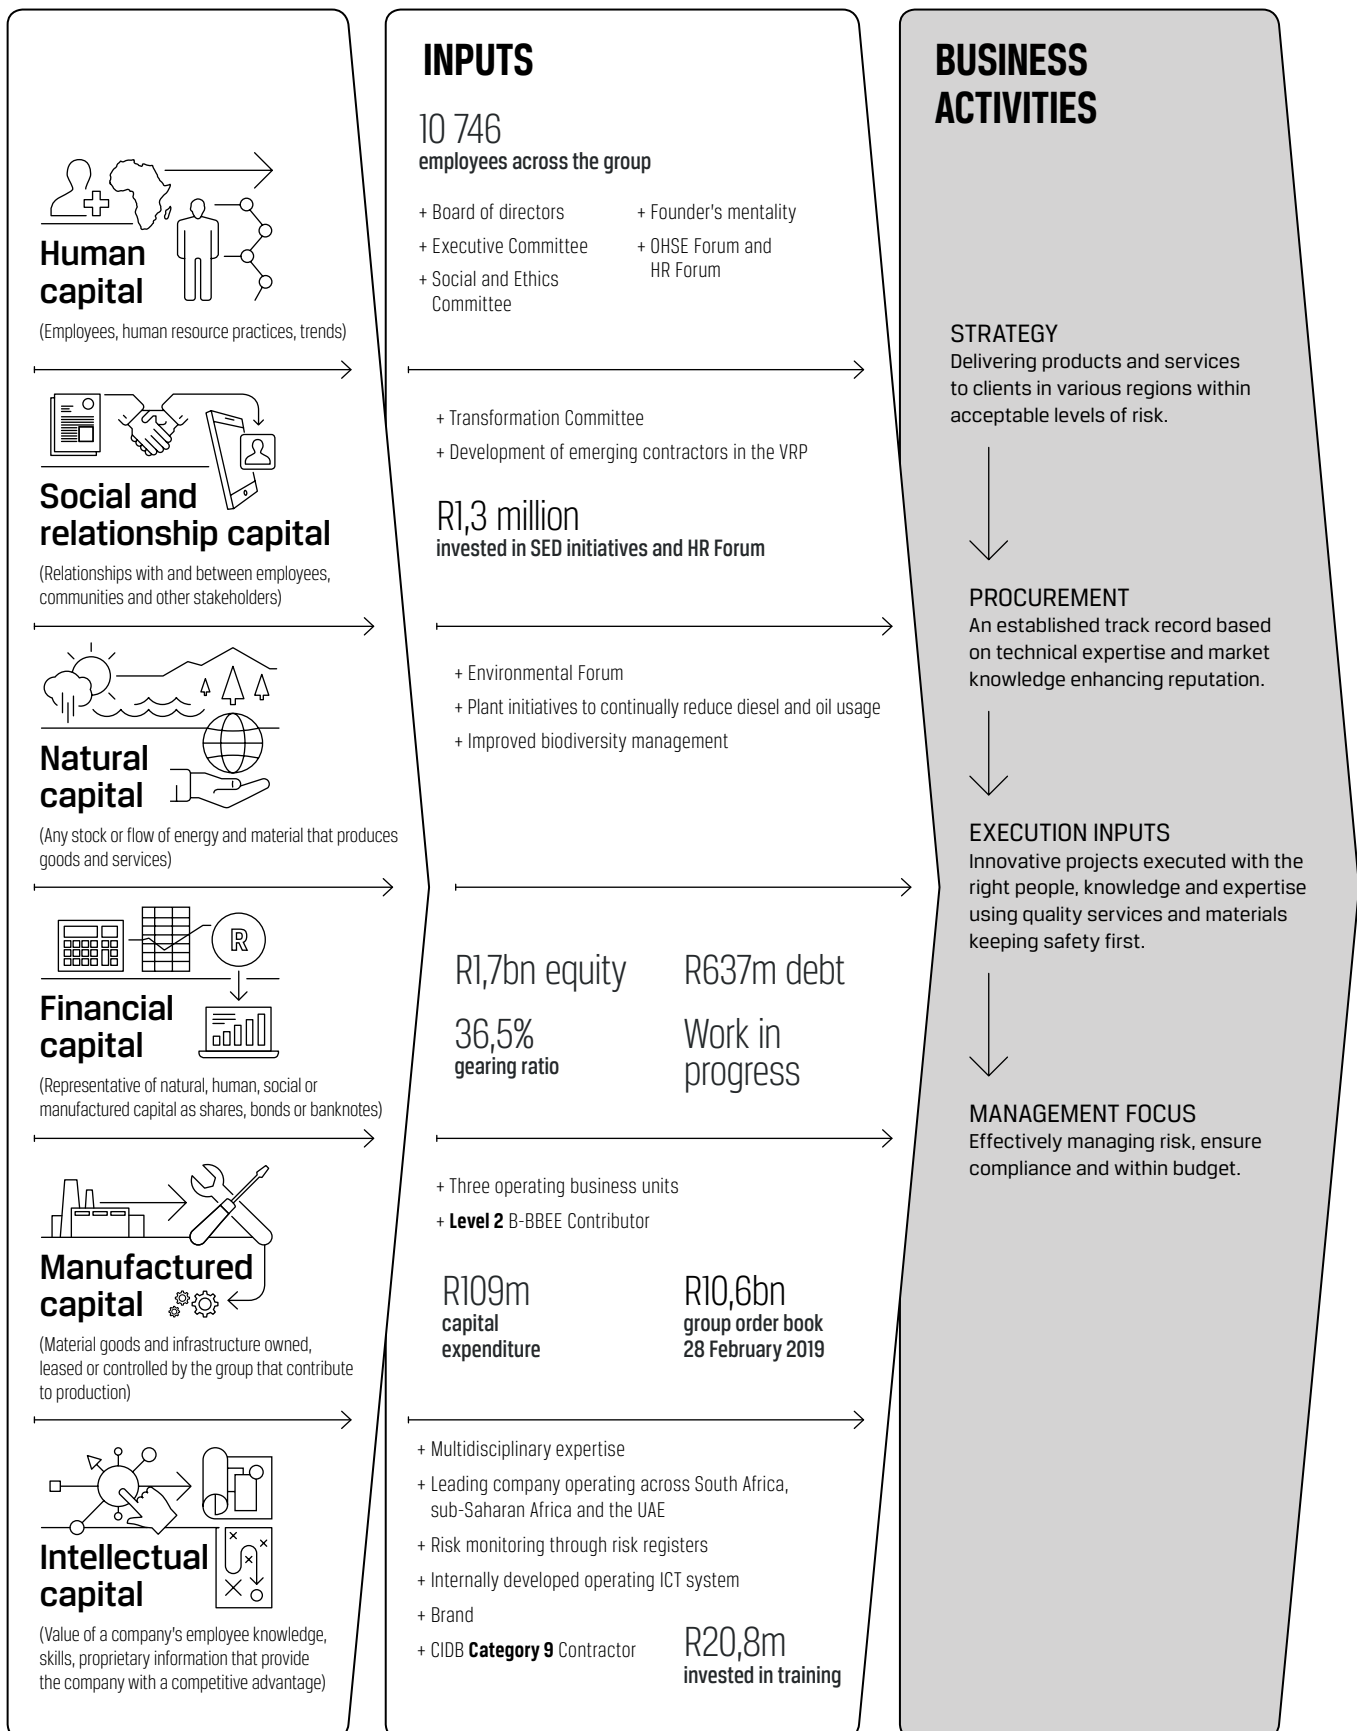 Human
capital
(Employees, human resource practices, trends)
Social and
relationship capital
(Relationships with and between employees,
communities and other stakeholders)
Natural
capital
(Any stock or flow of energy and material that produces
goods and services)
R
Financial
capital
(Representative of natural, human, social or
manufactured capital as shares, bonds or banknotes)
Manufactured
capital
(Material goods and infrastructure owned,
leased or controlled by the group that contribute
to production)
Intellectual
capital
(Value of a company's employee knowledge,
skills, proprietary information that provide
the company with a competitive advantage)
INPUTS
10 746
employees across the group
+ Board of directors
+ Executive Committee
+ Social and Ethics
Committee
+ Founder's mentality
+ OHSE Forum and
HR Forum
+ Transformation Committee
+ Development of emerging contractors in the VRP
R1,3 million
invested in SED initiatives and HR Forum
+ Environmental Forum
+ Plant initiatives to continually reduce diesel and oil usage
+ Improved biodiversity management
R1,7bn equity
R637m debt
36,5%
gearing ratio
Work in
progress
+ Three operating business units
+ Level 2 B-BBEE Contributor
R109m
capital
expenditure
R10,6bn
group order book
28 February 2019
+ Multidisciplinary expertise
+ Leading company operating across South Africa,
sub-Saharan Africa and the UAE
+ Risk monitoring through risk registers
+ Internally developed operating ICT system
+ Brand
+ CIDB Category 9 Contractor
R20,8m
invested in training
BUSINESS
ACTIVITIES
STRATEGY
Delivering products and services
to clients in various regions within
acceptable levels of risk.
PROCUREMENT
An established track record based
on technical expertise and market
knowledge enhancing reputation.
EXECUTION INPUTS
Innovative projects executed with the
right people, knowledge and expertise
using quality services and materials
keeping safety first.
MANAGEMENT FOCUS
Effectively managing risk, ensure
compliance and within budget.